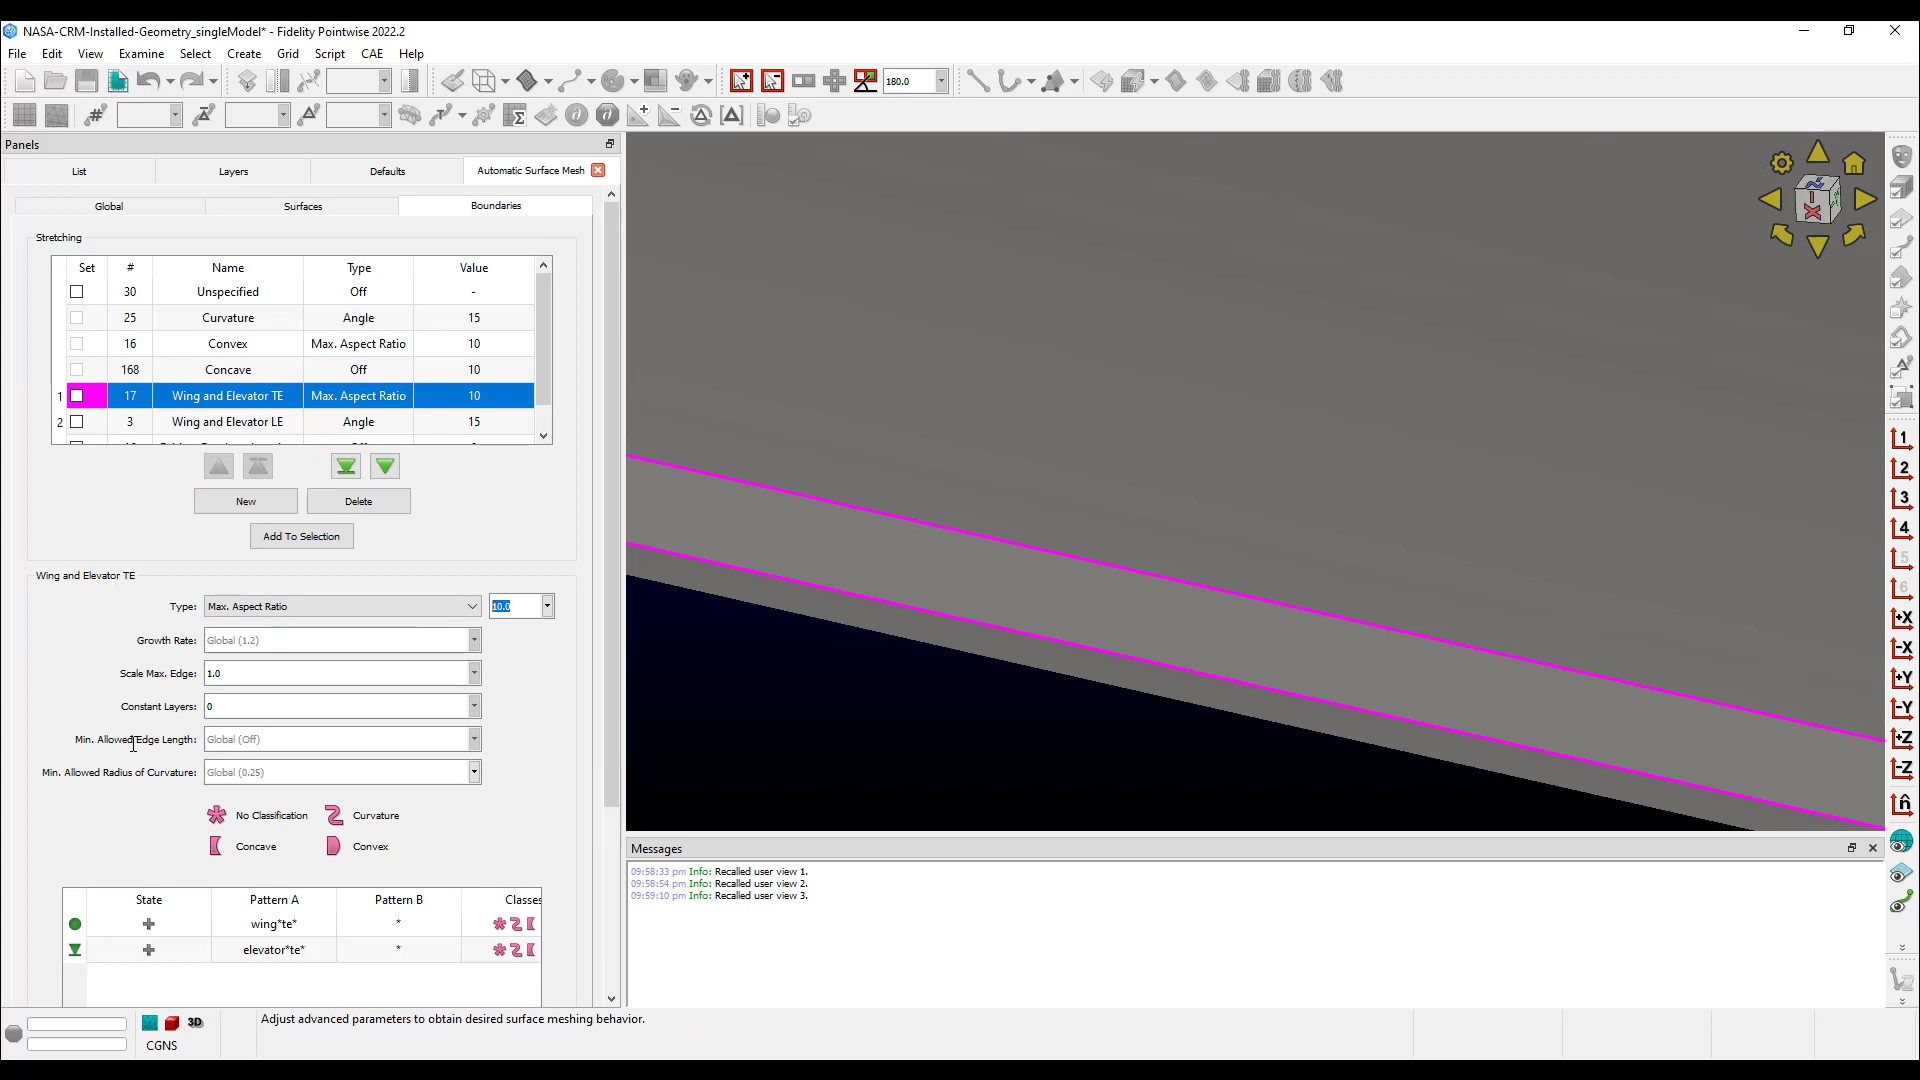 NASA-CRM-Installed-Geometry_singleModel* - Fidelity Pointwise 2022.2
File Edit View Examine Select Create Grid Script CAE Help
180.0
Panels
List Layers Defaults Automatic Surface Mesh
Global Surfaces Boundaries
Stretching
Set # Name Type Value
30 Unspecified Off -
25 Curvature Angle 15
16 Convex Max. Aspect Ratio 10
168 Concave Off 10
1 17 Wing and Elevator TE Max. Aspect Ratio 10
2 3 Wing and Elevator LE Angle 15
New Delete
Add To Selection
Wing and Elevator TE
Type: Max. Aspect Ratio 10.0
Growth Rate: Global (1.2)
Scale Max. Edge: 1.0
Constant Layers: 0
Min. Allowed Edge Length: Global (Off)
Min. Allowed Radius of Curvature: Global (0.25)
No Classification Curvature
Concave Convex
State Pattern A Pattern B Classes
wing*te* *
elevator*te* *
1
2
3
4
5
6
+X
-X
+Y
-Y
+Z
-Z
n̂
Messages
09:58:33 pm Info: Recalled user view 1.
09:58:54 pm Info: Recalled user view 2.
09:59:10 pm Info: Recalled user view 3.
3D
CGNS
Adjust advanced parameters to obtain desired surface meshing behavior.